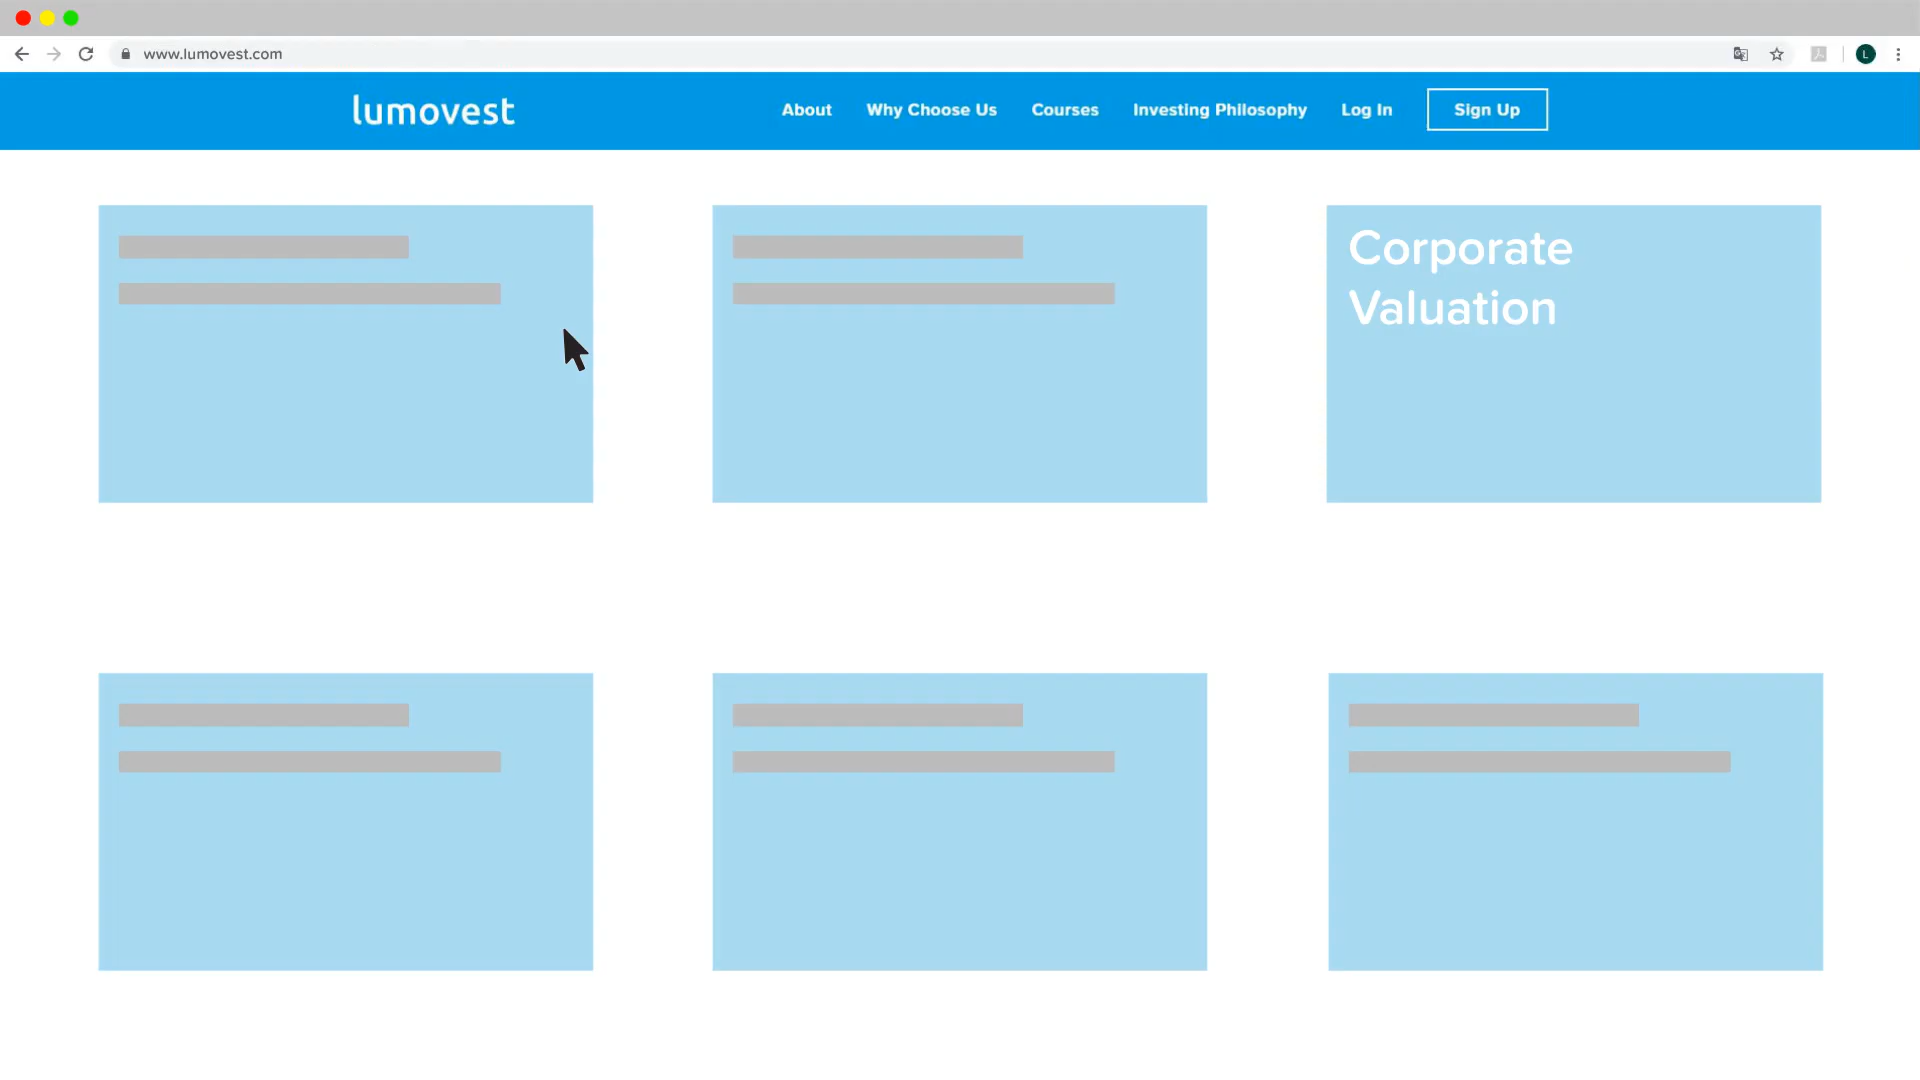 www.lumovest.com
L
lumovest
About
Why Choose Us
Courses
Investing Philosophy
Log In
Sign Up
Corporate
Valuation